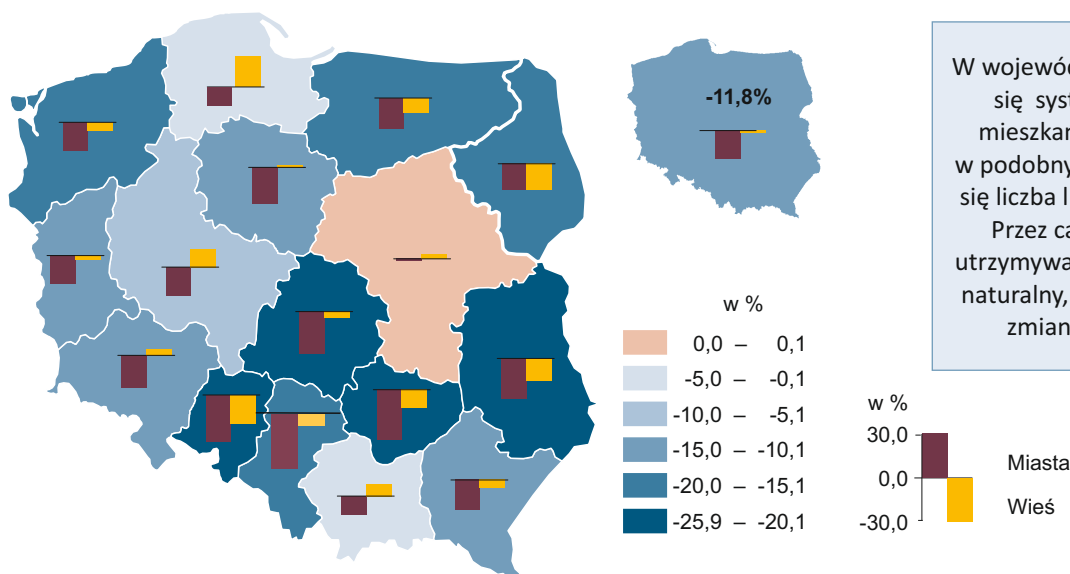 -11,8%
W wojewód
się syst
mieszkar
w podobny
się liczba l
Przez ca
utrzymywa
naturalny,
zmian
w %
0,0 – 0,1
-5,0 – -0,1
-10,0 – -5,1
-15,0 – -10,1
-20,0 – -15,1
-25,9 – -20,1
w %
30,0
0,0
-30,0
Miasta
Wieś